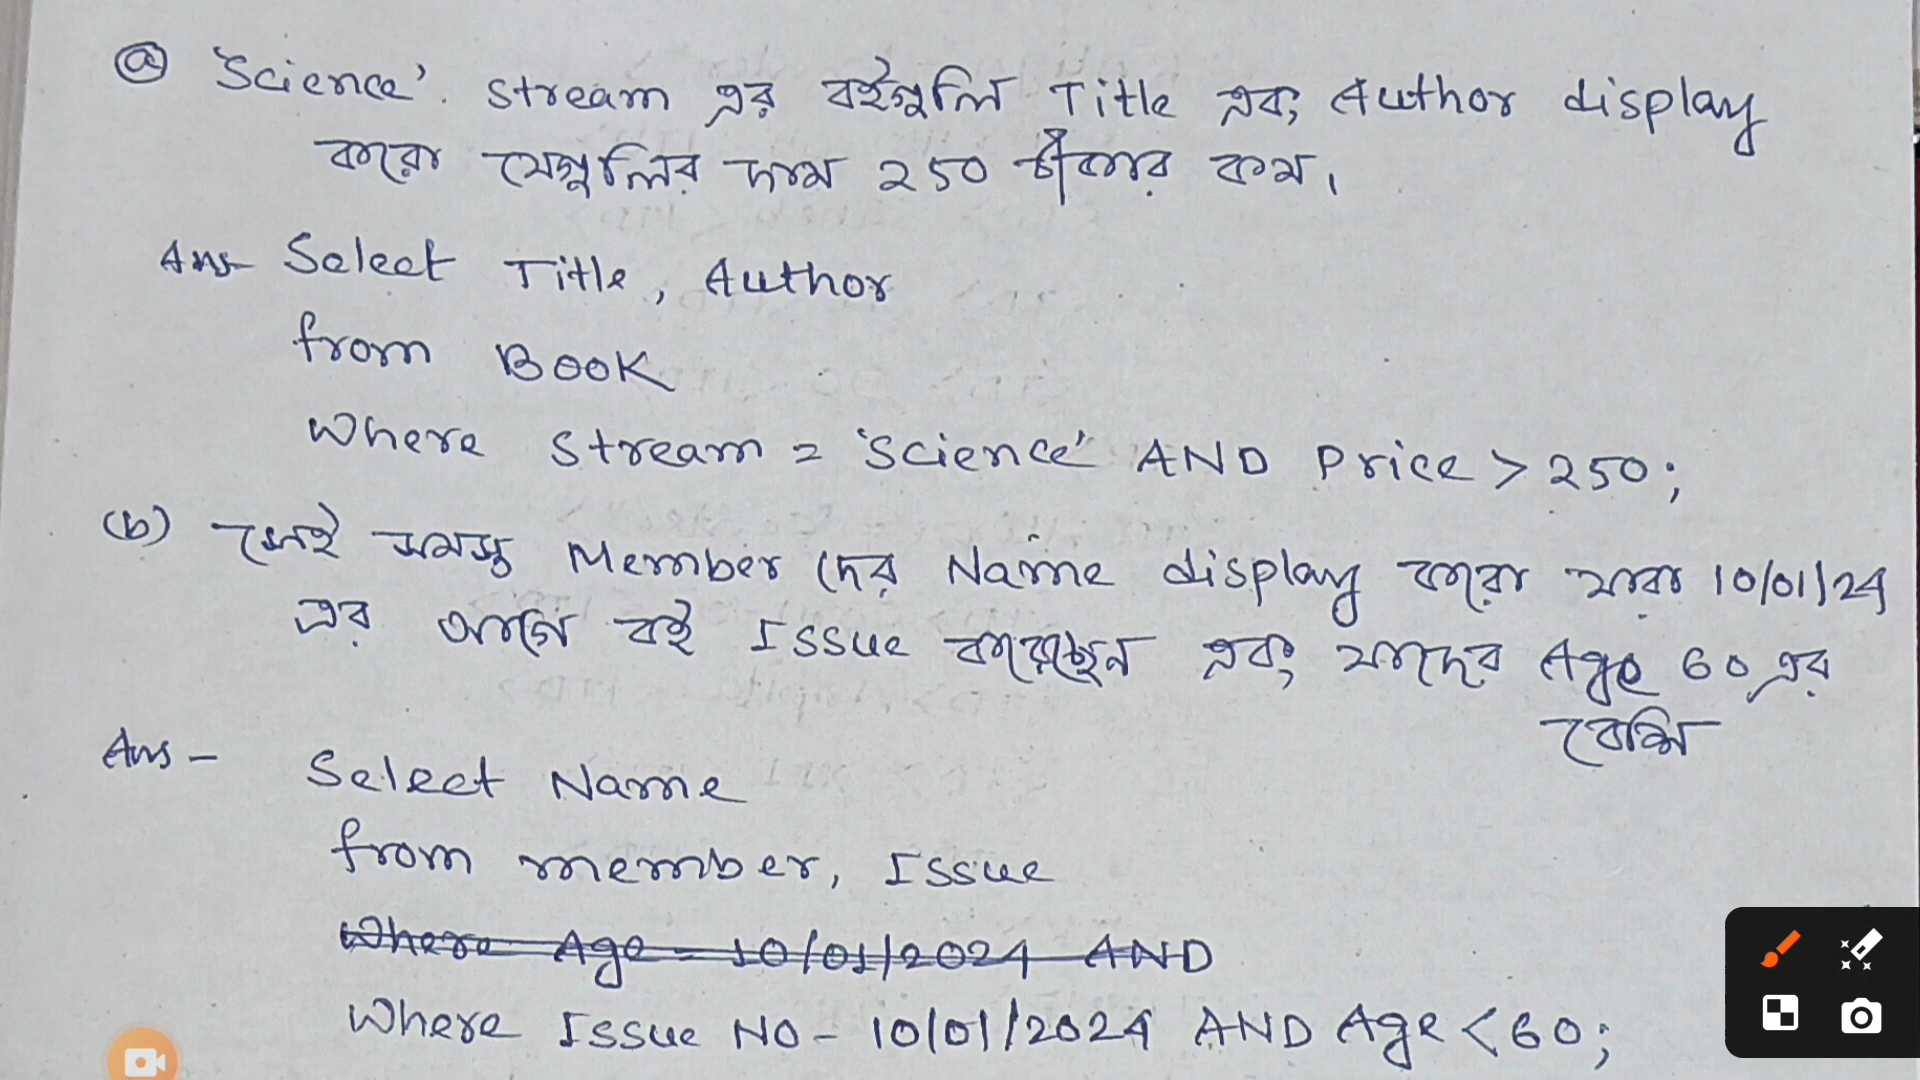 (a) 'Science'. stream এর বইগুলি Title এবং Author display
করো যেগুলির দাম 250 টাকার কম।
Ans- Select Title, Author
from Book
Where stream = 'Science' AND Price > 250;
(b) সেই সমস্ত Member দের Name display করো যারা 10/01/24
এর আগে বই Issue করেছেন এবং যাদের Age 60 এর
বেশি
Ans - Select Name
from member, Issue
Where Age = 10/01/2024 AND
Where Issue NO - 10/01/2024 AND Age < 60;